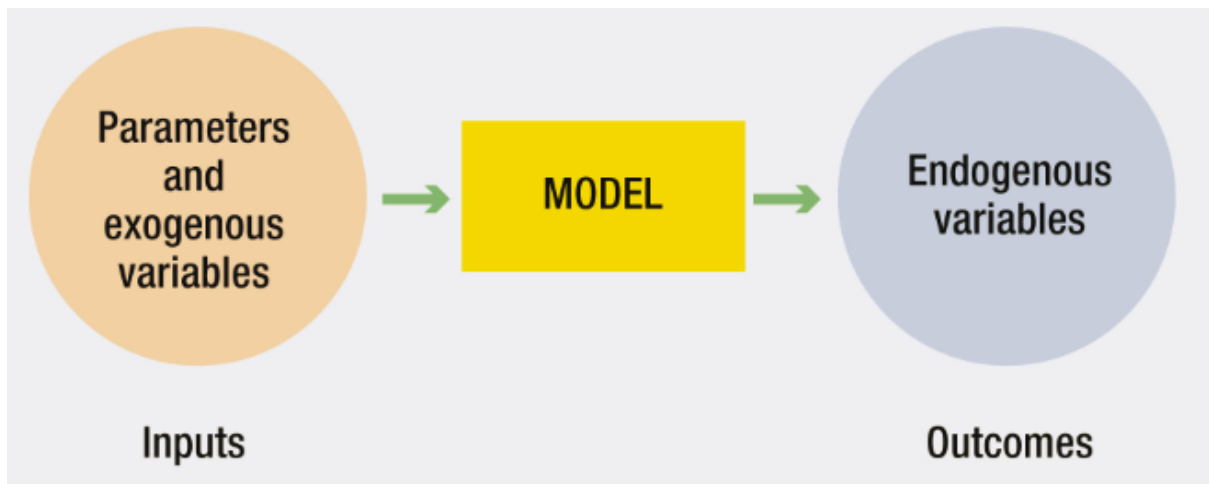 Parameters
and
exogenous
variables
MODEL
Endogenous
variables
Inputs
Outcomes